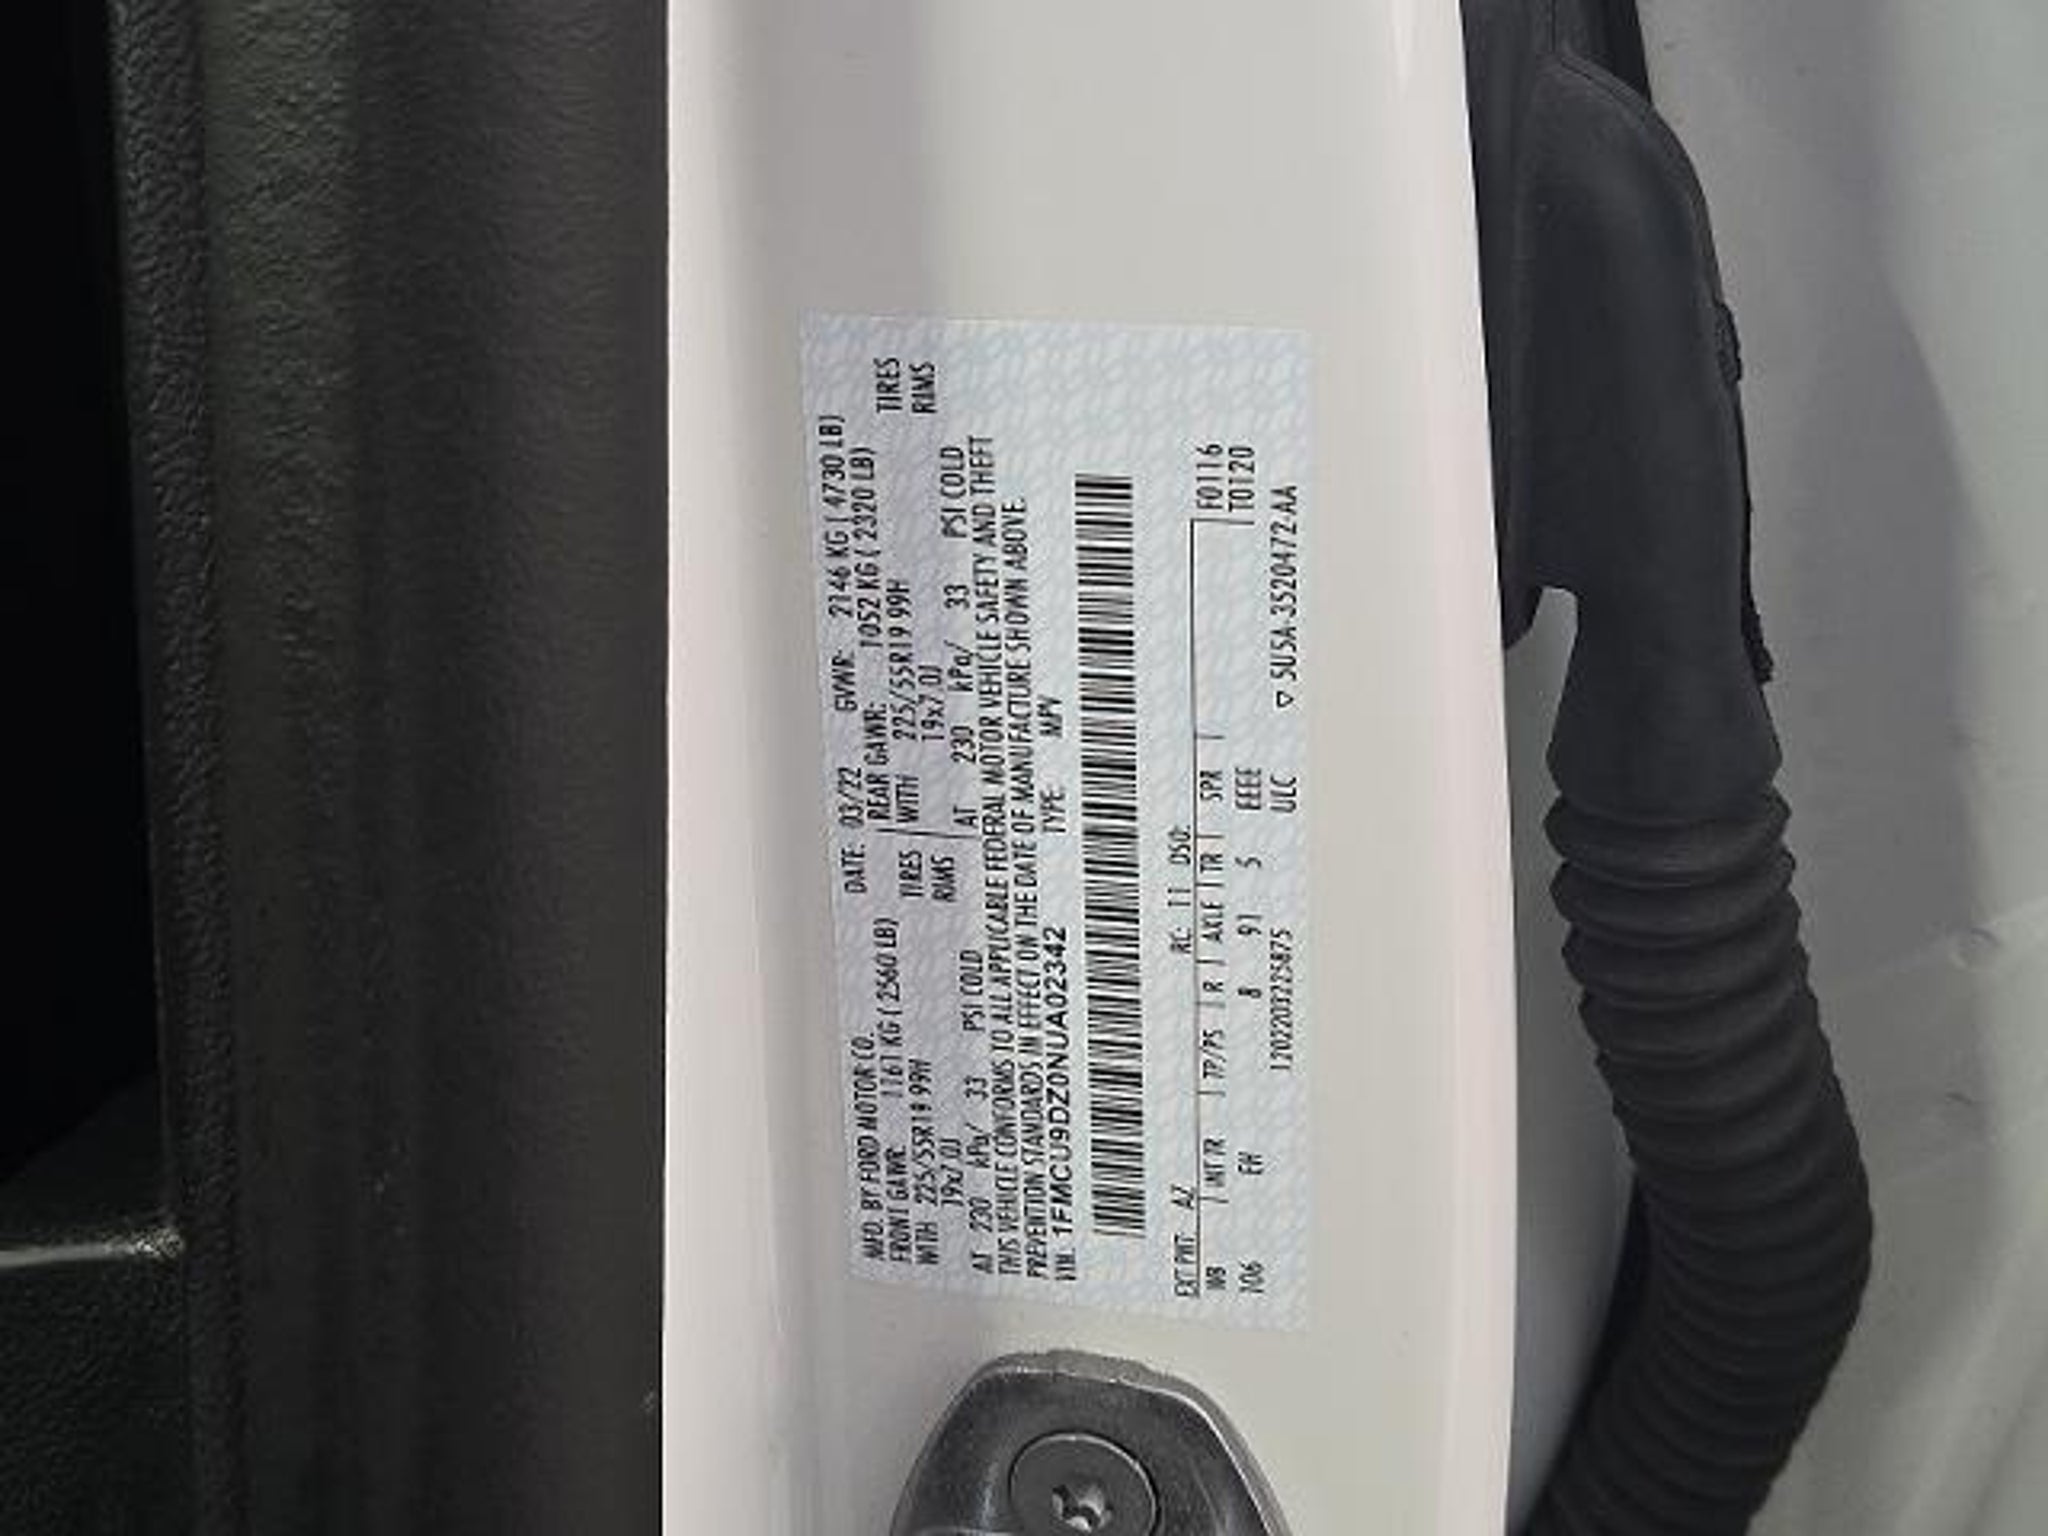 MFD. BY FORD MOTOR CO. DATE: 03/22 GVWR: 2146 KG ( 4730 LB)
FRONT GAWR: 1161 KG ( 2560 LB) REAR GAWR: 1052 KG ( 2320 LB)
WITH 225/55R19 99H TIRES WITH 225/55R19 99H TIRES
19x7.0J RIMS 19x7.0J RIMS
AT 230 kPa/ 33 PSI COLD AT 230 kPa/ 33 PSI COLD
THIS VEHICLE CONFORMS TO ALL APPLICABLE FEDERAL MOTOR VEHICLE SAFETY AND THEFT
PREVENTION STANDARDS IN EFFECT ON THE DATE OF MANUFACTURE SHOWN ABOVE.
VIN: 1FMCU9DZ0NUA02342 TYPE: MPV
EXT PNT: AZ RC: 11 DSO:
WB INT TR TP/PS R AXLE TR SPR F0116
106 EH 8 91 5 EEEE T0120
120220322S875 ULC ▽ SU5A-3520472-AA